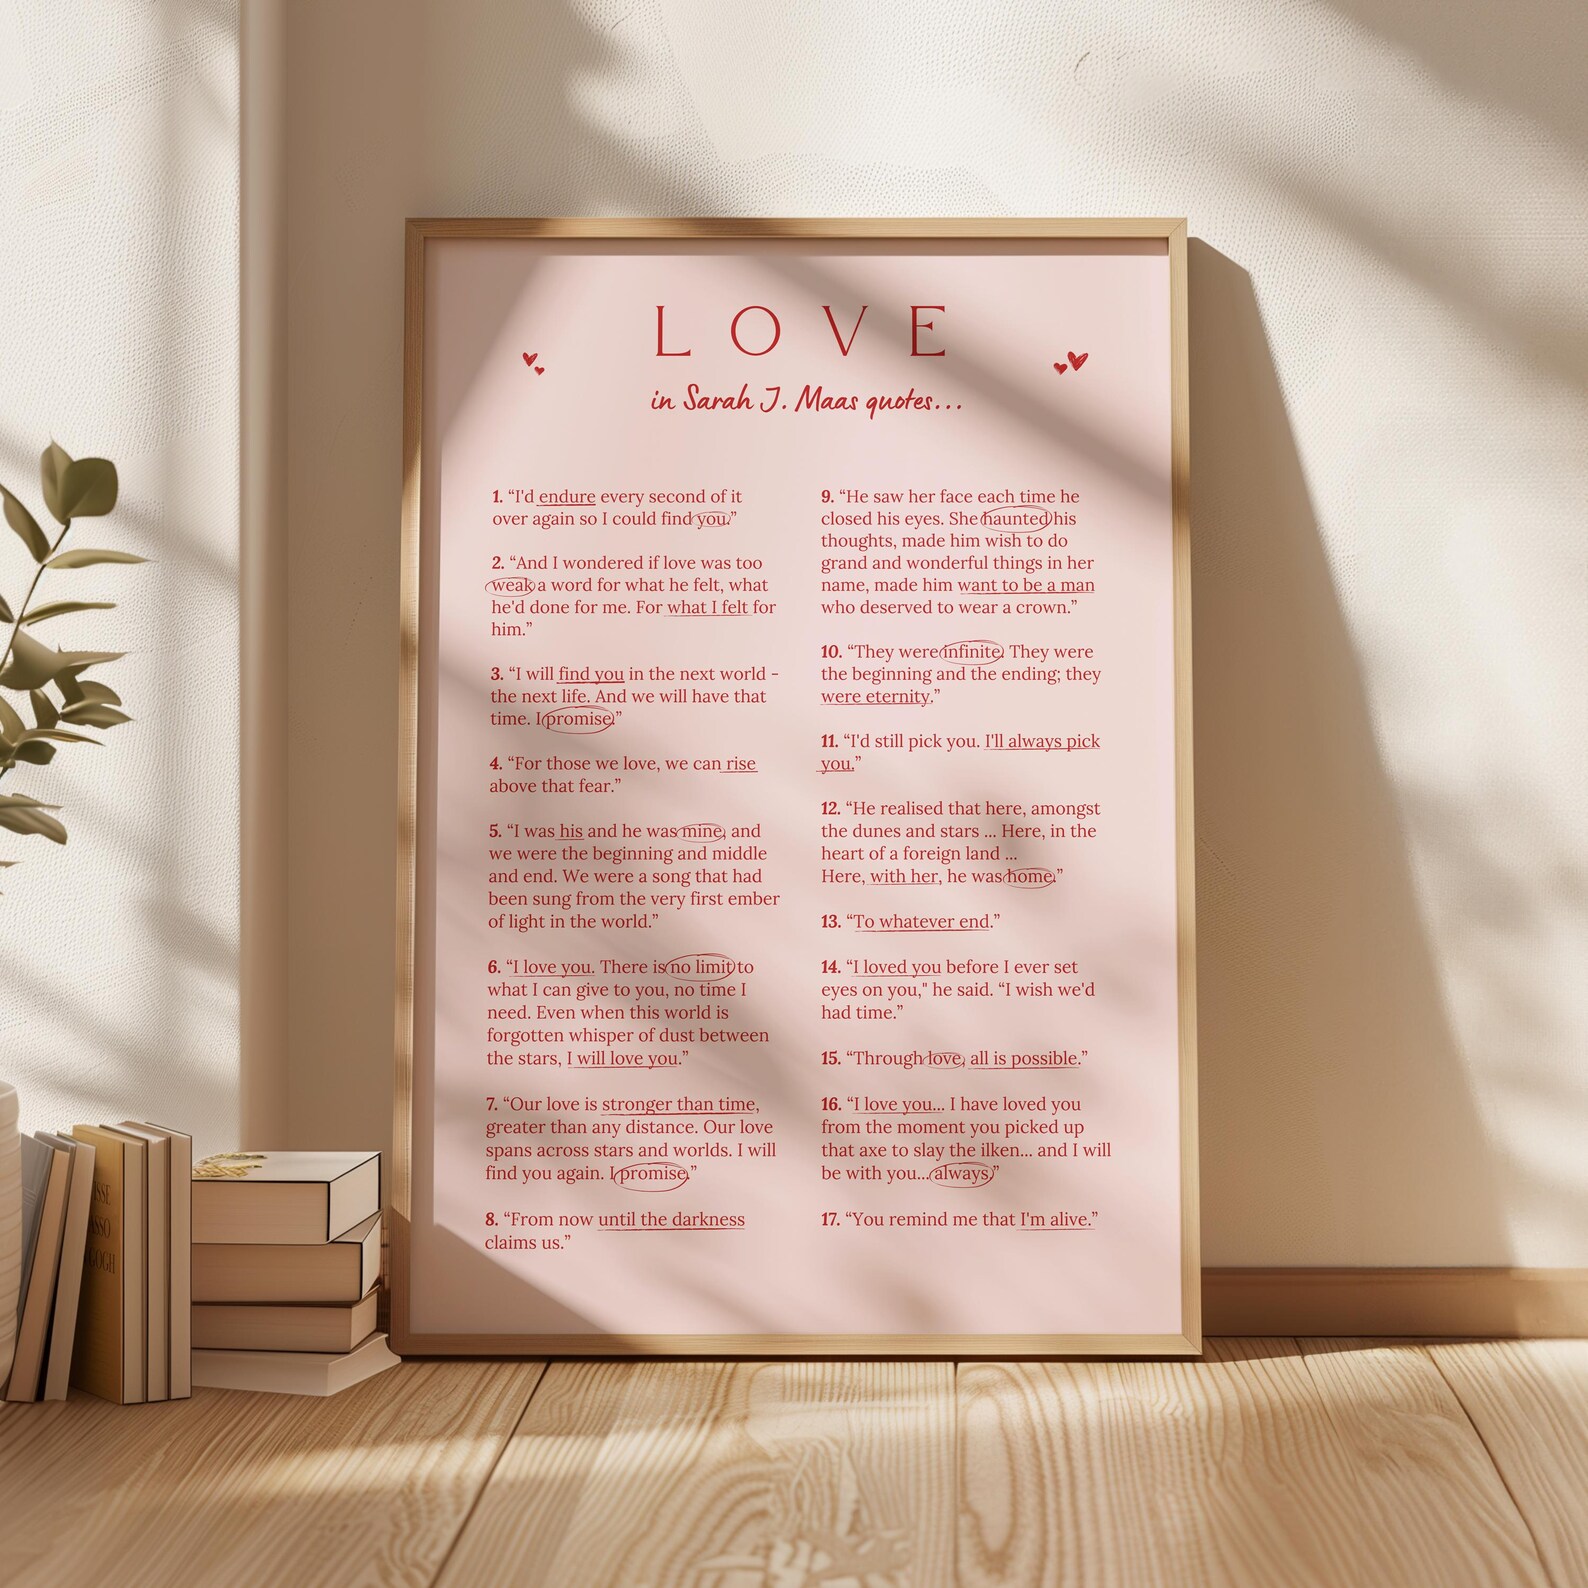 LOVE
in Sarah J. Maas quotes...
1. “I'd endure every second of it
over again so I could find you.”
2. “And I wondered if love was too
weak a word for what he felt, what
he'd done for me. For what I felt for
him.”
3. “I will find you in the next world -
the next life. And we will have that
time. I promise.”
4. “For those we love, we can rise
above that fear.”
5. “I was his and he was mine, and
we were the beginning and middle
and end. We were a song that had
been sung from the very first ember
of light in the world.”
6. “I love you. There is no limit to
what I can give to you, no time I
need. Even when this world is
forgotten whisper of dust between
the stars, I will love you.”
7. “Our love is stronger than time,
greater than any distance. Our love
spans across stars and worlds. I will
find you again. I promise.”
8. “From now until the darkness
claims us.”
9. “He saw her face each time he
closed his eyes. She haunted his
thoughts, made him wish to do
grand and wonderful things in her
name, made him want to be a man
who deserved to wear a crown.”
10. “They were infinite. They were
the beginning and the ending; they
were eternity.”
11. “I'd still pick you. I'll always pick
you.”
12. “He realised that here, amongst
the dunes and stars ... Here, in the
heart of a foreign land ...
Here, with her, he was home.”
13. “To whatever end.”
14. “I loved you before I ever set
eyes on you," he said. “I wish we'd
had time.”
15. “Through love, all is possible.”
16. “I love you... I have loved you
from the moment you picked up
that axe to slay the ilken... and I will
be with you... always.”
17. “You remind me that I'm alive.”